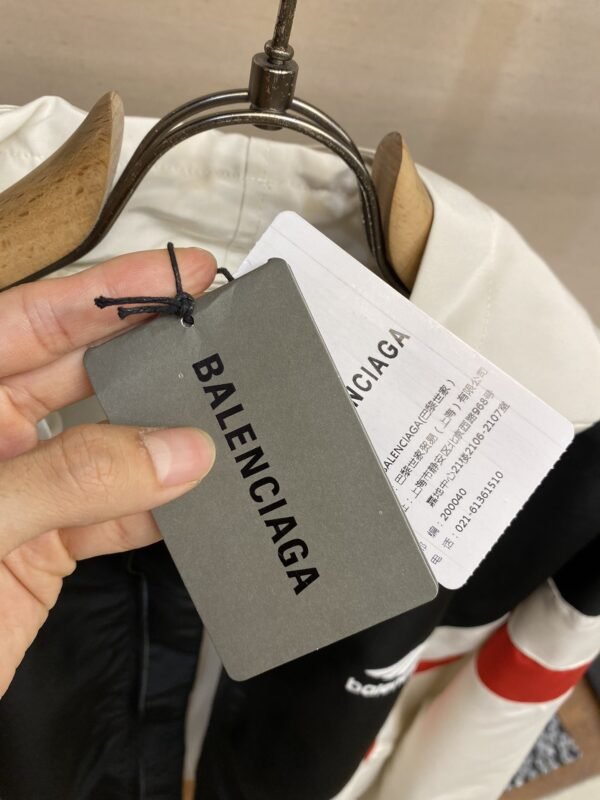 BALENCIAGA
NCIAGA
BALENCIAGA(巴黎世家)
巴黎世家贸易(上海)有限公司
上海市静安区北京西路968号
嘉地中心21楼2106-2107室
编: 200040
电 话: 021-61361510